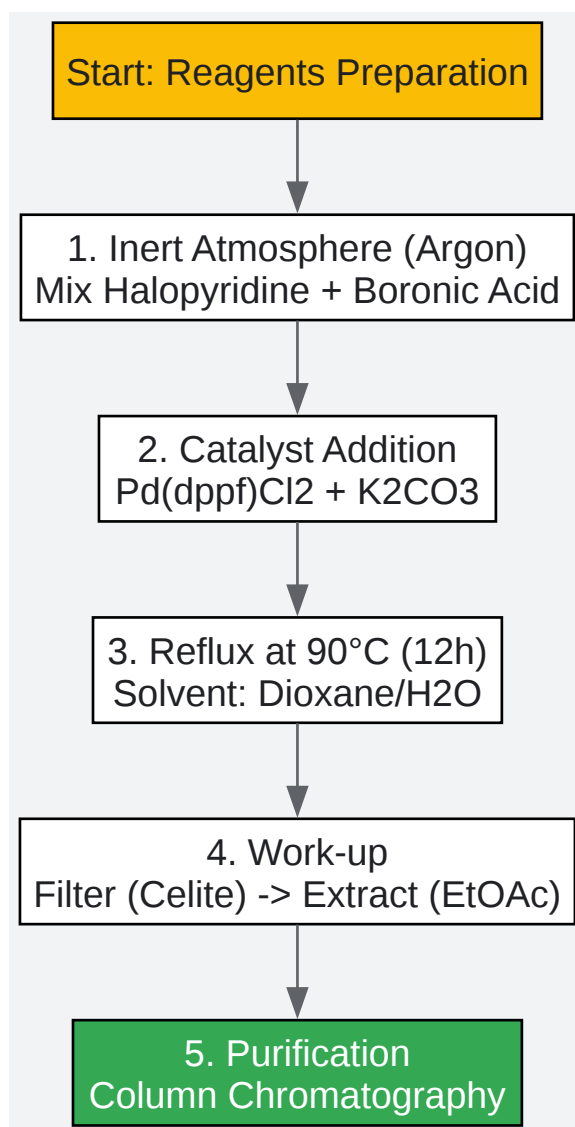 Start: Reagents Preparation
1. Inert Atmosphere (Argon)
Mix Halopyridine + Boronic Acid
2. Catalyst Addition
Pd(dppf)Cl2 + K2CO3
3. Reflux at 90°C (12h)
Solvent: Dioxane/H2O
4. Work-up
Filter (Celite) -> Extract (EtOAc)
5. Purification
Column Chromatography